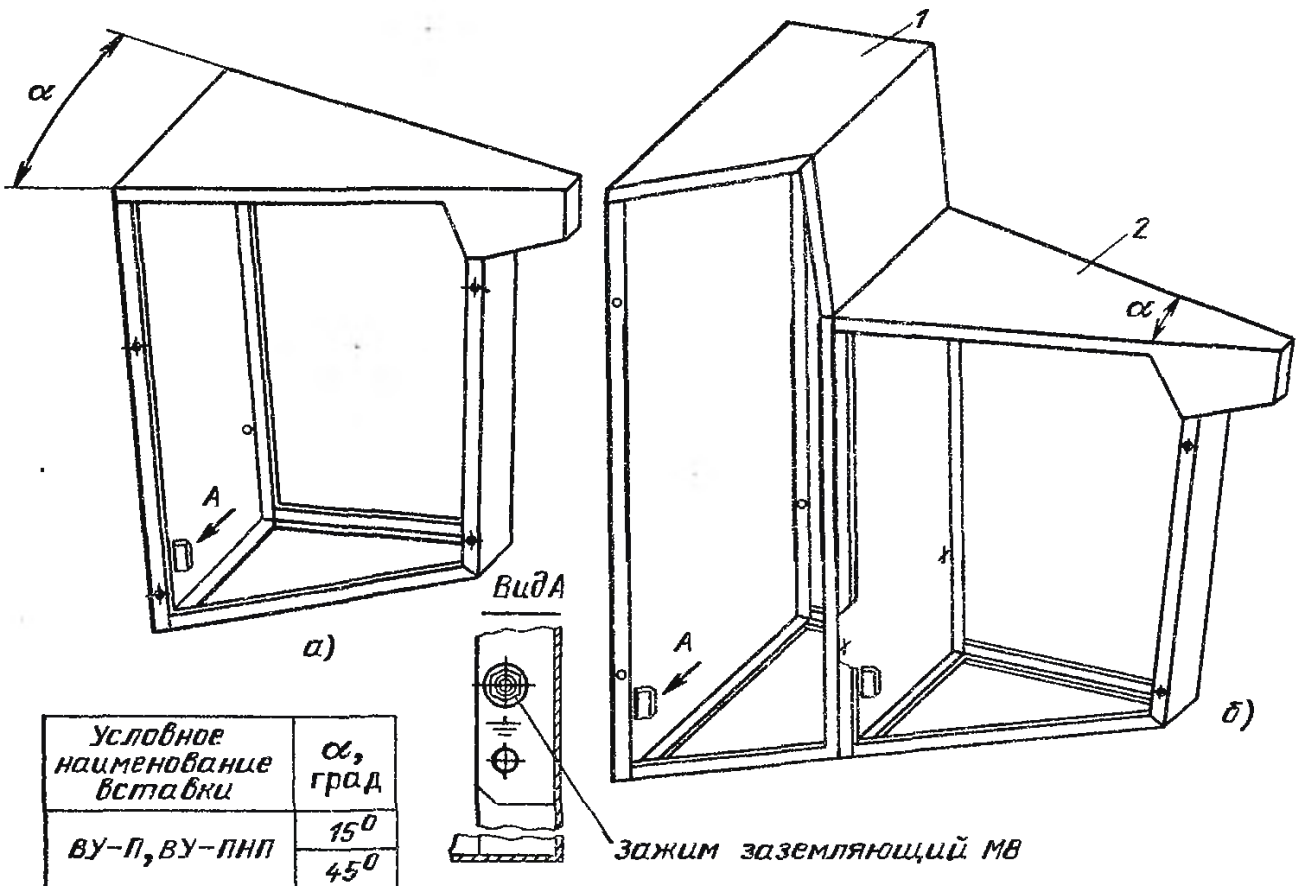 1
α
2
α
А
Вид А
А
а)
б)
Условное
наименование
вставки
α,
град
ВУ-П, ВУ-ПНП
15⁰
45⁰
Зажим заземляющий М8